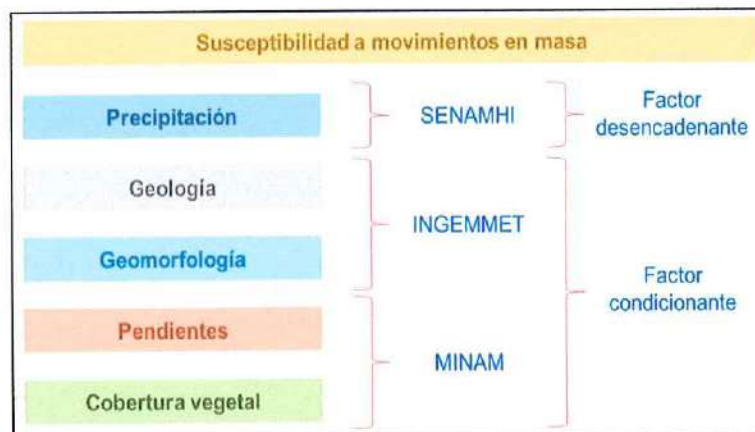 Susceptibilidad a movimientos en masa
Precipitación
SENAMHI
Factor
desencadenante
Geología
INGEMMET
Geomorfología
Factor
condicionante
Pendientes
MINAM
Cobertura vegetal